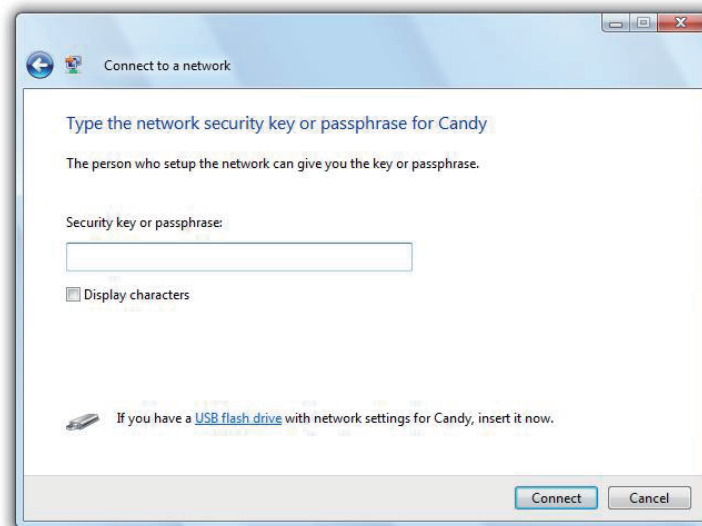 Connect to a network
Type the network security key or passphrase for Candy
The person who setup the network can give you the key or passphrase.
Security key or passphrase:
Display characters
If you have a USB flash drive with network settings for Candy, insert it now.
Connect Cancel